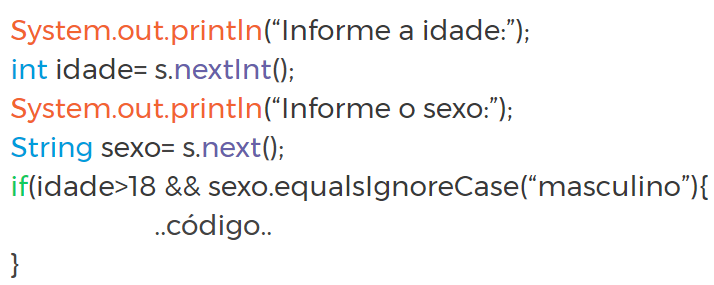 System.out.println(“Informe a idade:”);
int idade= s.nextInt();
System.out.println(“Informe o sexo:”);
String sexo= s.next();
if(idade>18 && sexo.equalsIgnoreCase(“masculino”){
..código..
}